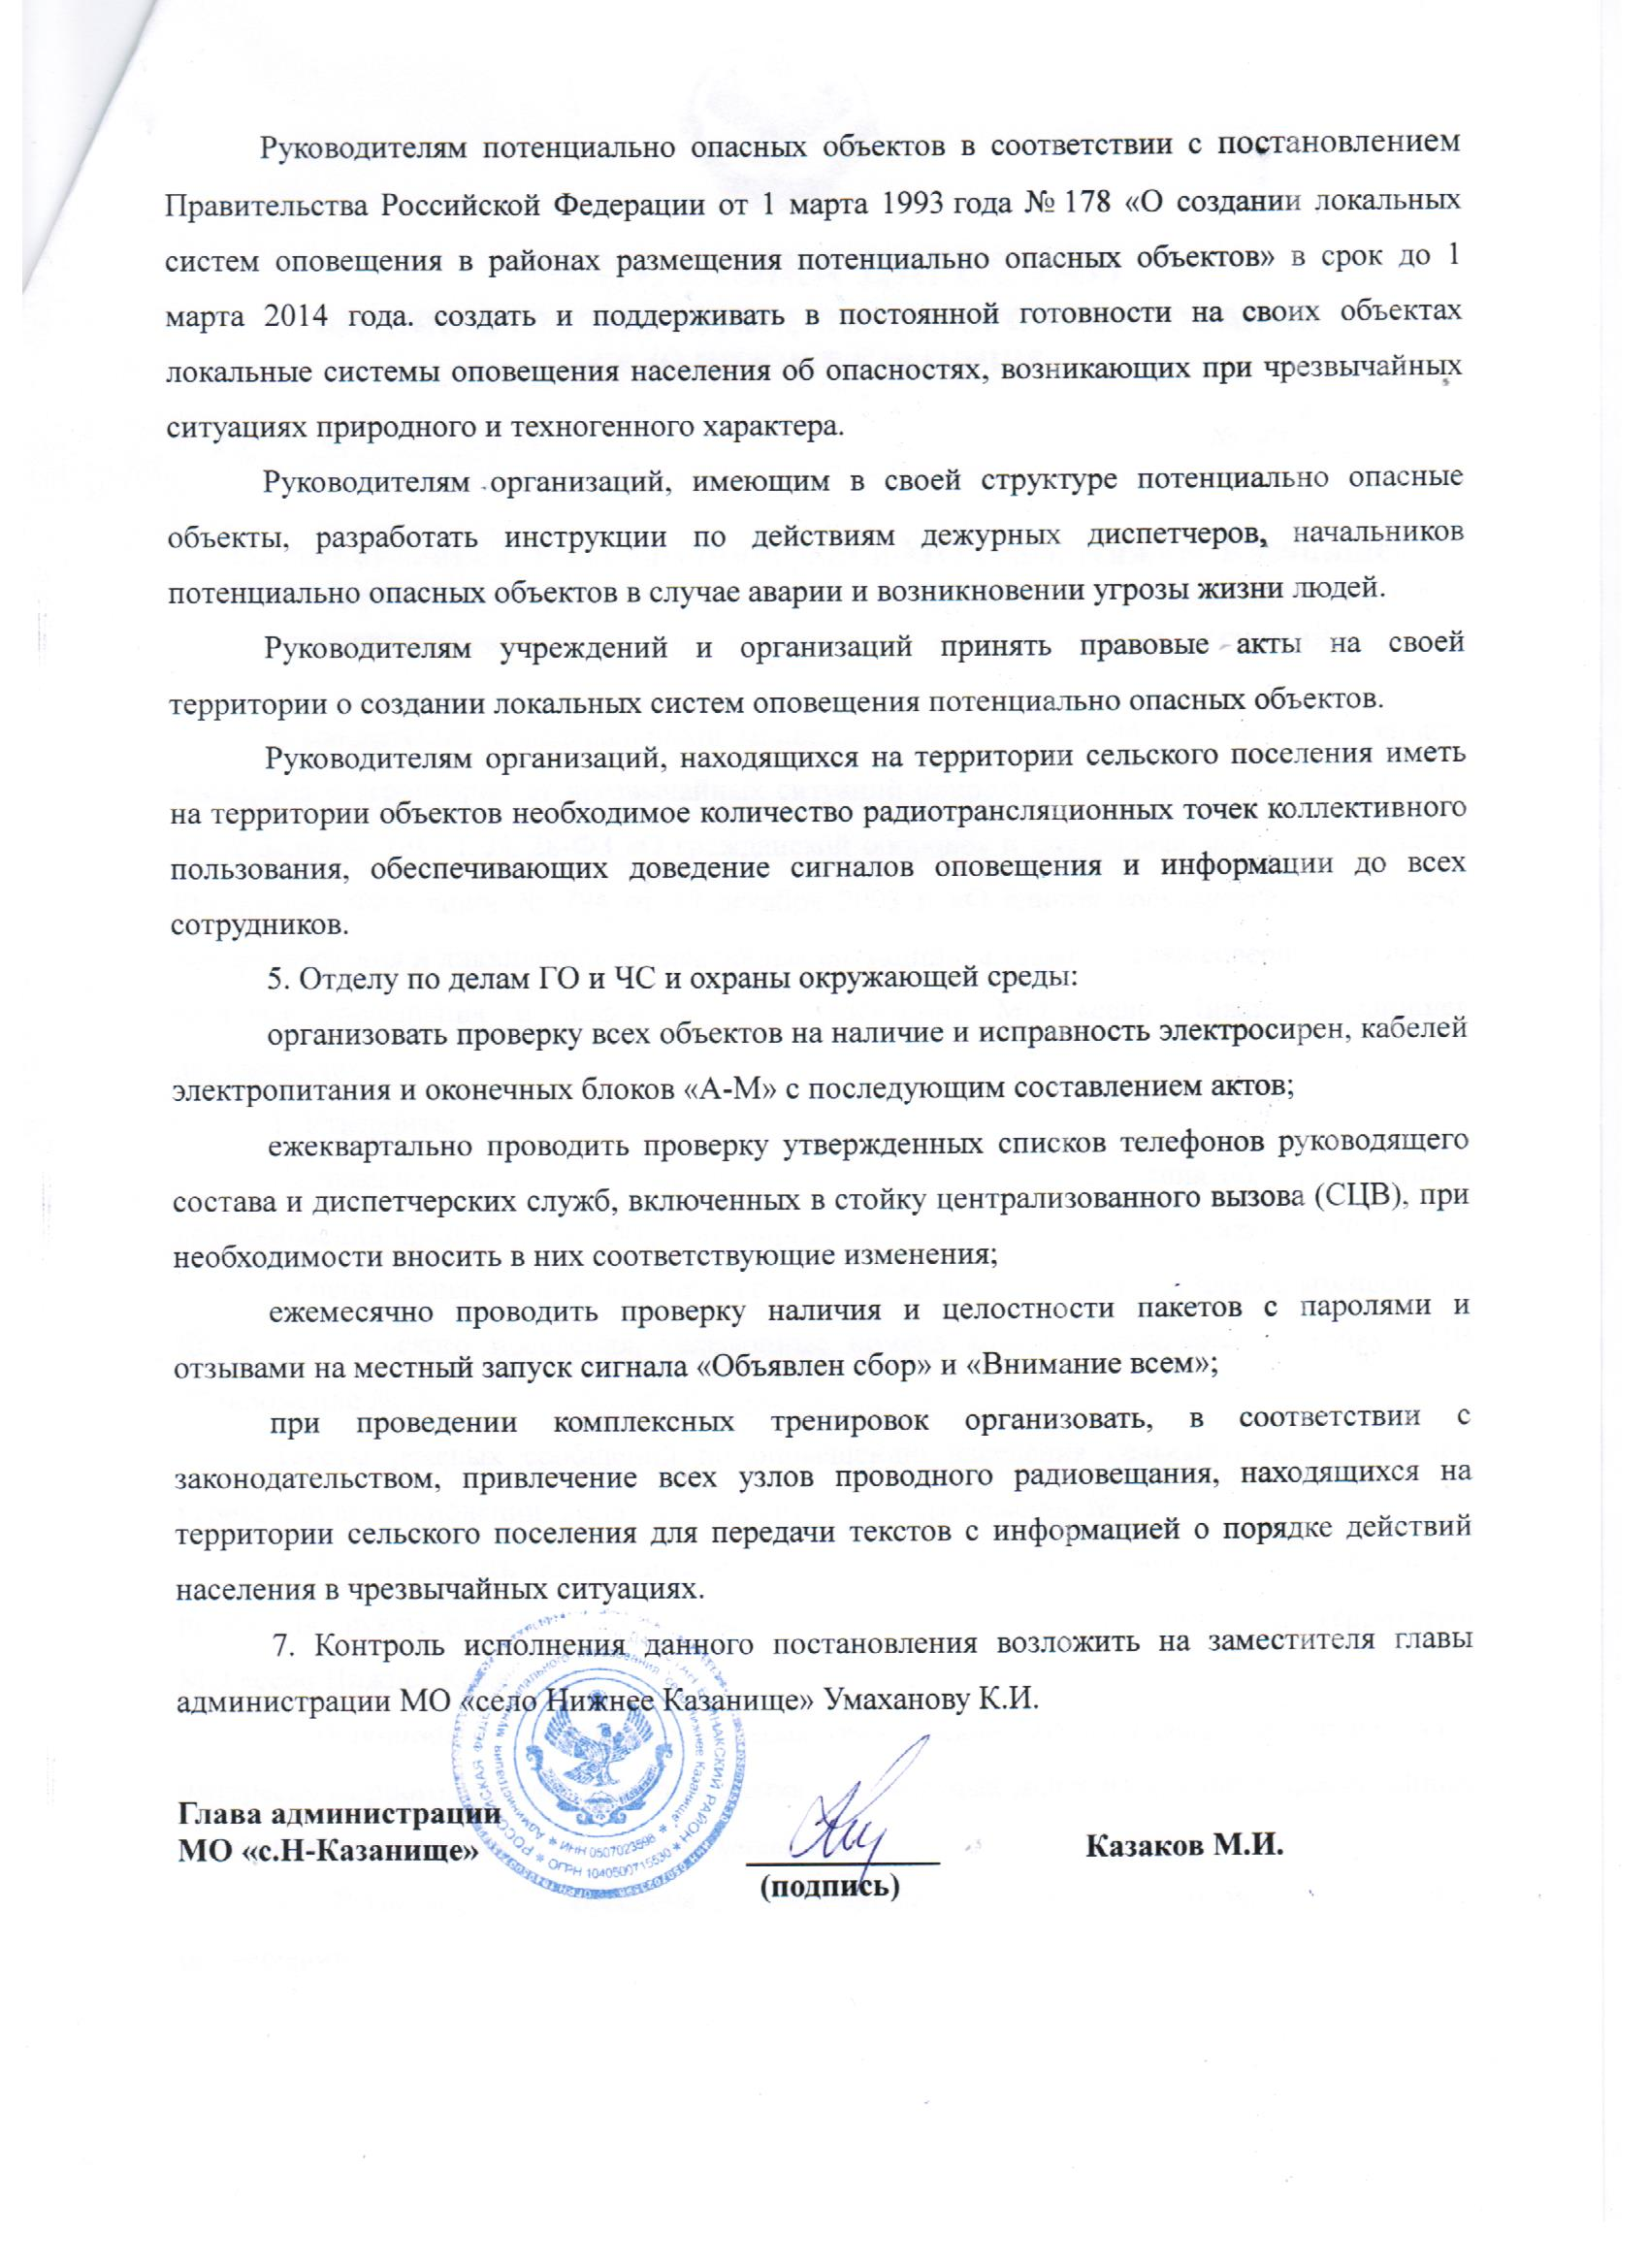 Руководителям потенциально опасных объектов в соответствии с постановлением
Правительства Российской Федерации от 1 марта 1993 года № 178 «О создании локальных
систем оповещения в районах размещения потенциально опасных объектов» в срок до 1
марта 2014 года. создать и поддерживать в постоянной готовности на своих объектах
локальные системы оповещения населения об опасностях, возникающих при чрезвычайных
ситуациях природного и техногенного характера.
Руководителям организаций, имеющим в своей структуре потенциально опасные
объекты, разработать инструкции по действиям дежурных диспетчеров, начальников
потенциально опасных объектов в случае аварии и возникновении угрозы жизни людей.
Руководителям учреждений и организаций принять правовые акты на своей
территории о создании локальных систем оповещения потенциально опасных объектов.
Руководителям организаций, находящихся на территории сельского поселения иметь
на территории объектов необходимое количество радиотрансляционных точек коллективного
пользования, обеспечивающих доведение сигналов оповещения и информации до всех
сотрудников.
5. Отделу по делам ГО и ЧС и охраны окружающей среды:
организовать проверку всех объектов на наличие и исправность электросирен, кабелей
электропитания и оконечных блоков «А-М» с последующим составлением актов;
ежеквартально проводить проверку утвержденных списков телефонов руководящего
состава и диспетчерских служб, включенных в стойку централизованного вызова (СЦВ), при
необходимости вносить в них соответствующие изменения;
ежемесячно проводить проверку наличия и целостности пакетов с паролями и
отзывами на местный запуск сигнала «Объявлен сбор» и «Внимание всем»;
при проведении комплексных тренировок организовать, в соответствии с
законодательством, привлечение всех узлов проводного радиовещания, находящихся на
территории сельского поселения для передачи текстов с информацией о порядке действий
населения в чрезвычайных ситуациях.
7. Контроль исполнения данного постановления возложить на заместителя главы
администрации МО «село Нижнее Казанище» Умаханову К.И.
Глава администрации
МО «с.Н-Казанище»
Казаков М.И.
(подпись)
Администрация муниципального образования село Нижнее Казанище
ИНН 0507023598
ОГРН 1040500715530